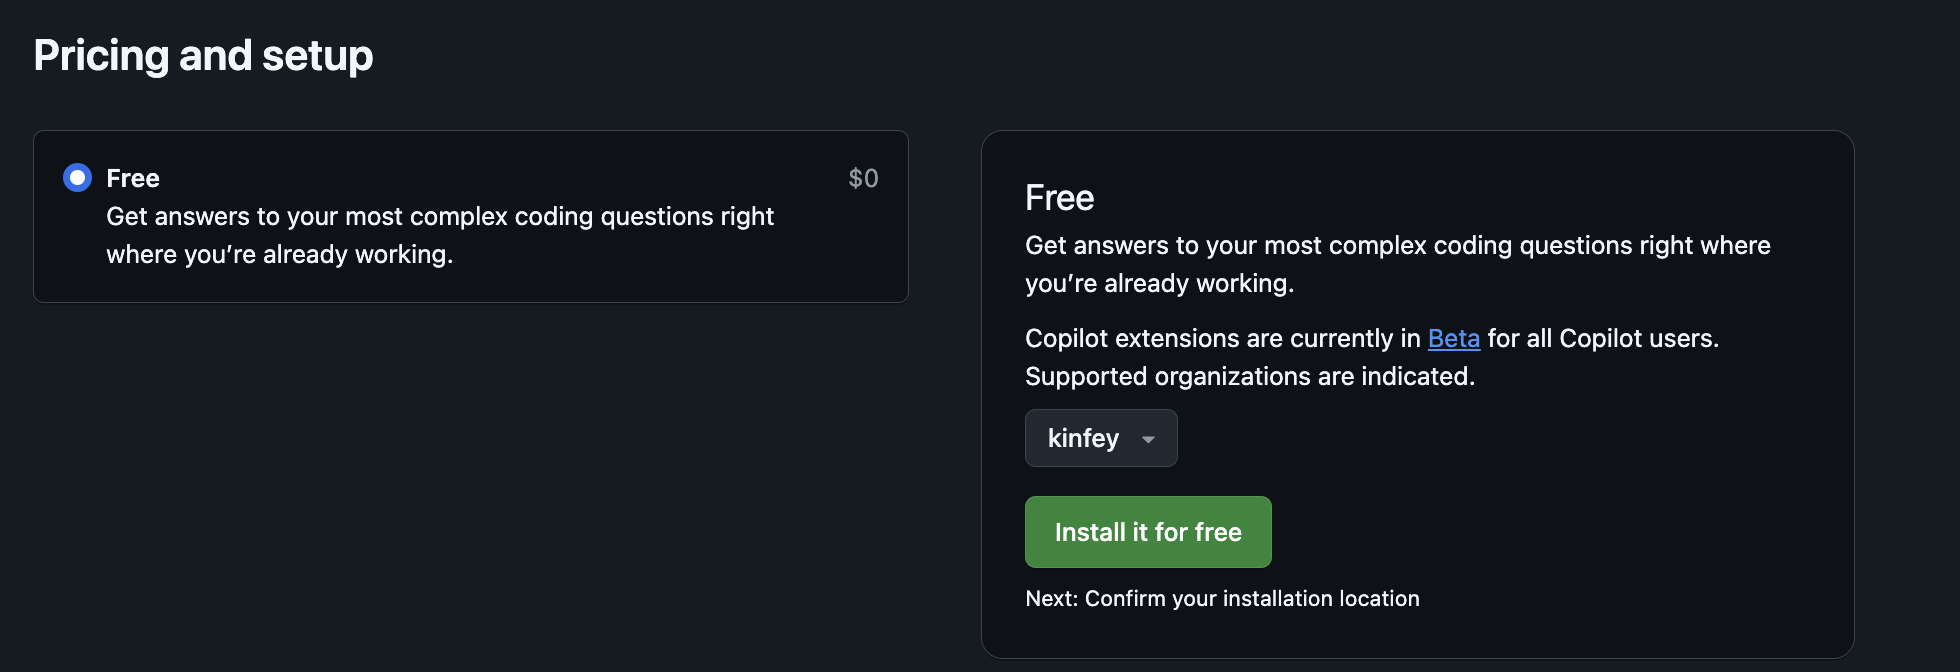 Pricing and setup
Free
$0
Get answers to your most complex coding questions right
where you’re already working.
Free
Get answers to your most complex coding questions right where
you’re already working.
Copilot extensions are currently in Beta for all Copilot users.
Supported organizations are indicated.
kinfey
Install it for free
Next: Confirm your installation location